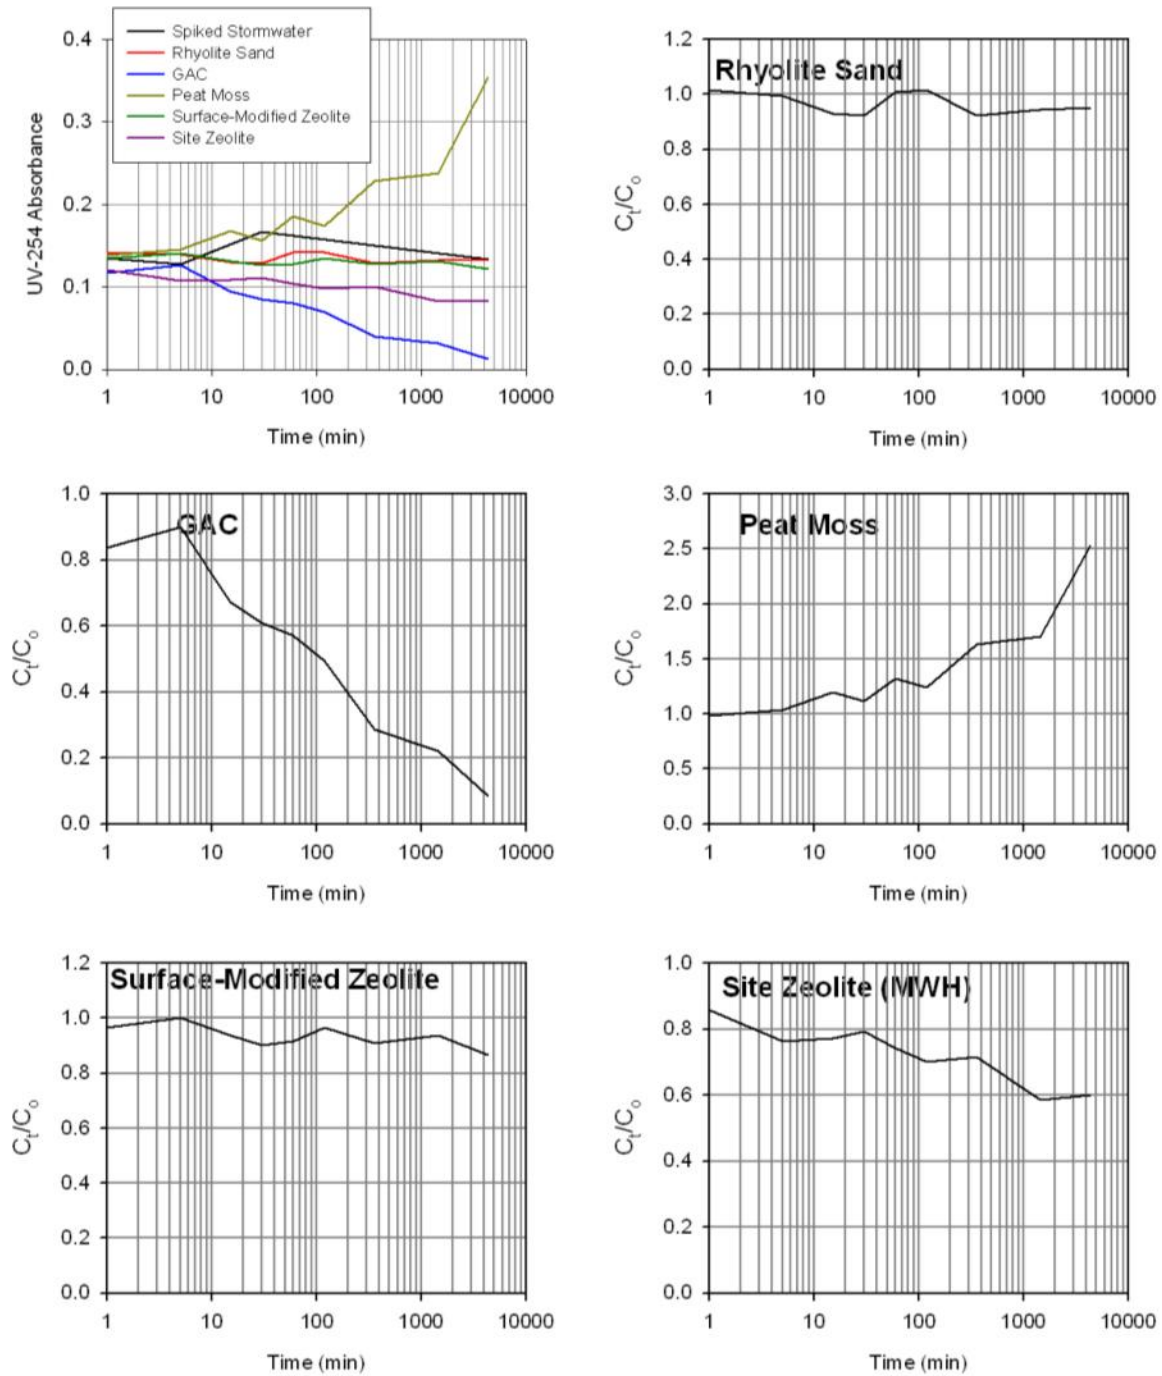 Spiked Stormwater
Rhyolite Sand
GAC
Peat Moss
Surface-Modified Zeolite
Site Zeolite
0.4
0.3
0.2
0.1
0.0
UV-254 Absorbance
1 10 100 1000 10000
Time (min)
Rhyolite Sand
1.2
1.0
0.8
0.6
0.4
0.2
0.0
Ct/Co
1 10 100 1000 10000
Time (min)
GAC
1.0
0.8
0.6
0.4
0.2
0.0
Ct/Co
1 10 100 1000 10000
Time (min)
Peat Moss
3.0
2.5
2.0
1.5
1.0
0.5
0.0
Ct/Co
1 10 100 1000 10000
Time (min)
Surface-Modified Zeolite
1.2
1.0
0.8
0.6
0.4
0.2
0.0
Ct/Co
1 10 100 1000 10000
Time (min)
Site Zeolite (MWH)
1.0
0.8
0.6
0.4
0.2
0.0
Ct/Co
1 10 100 1000 10000
Time (min)